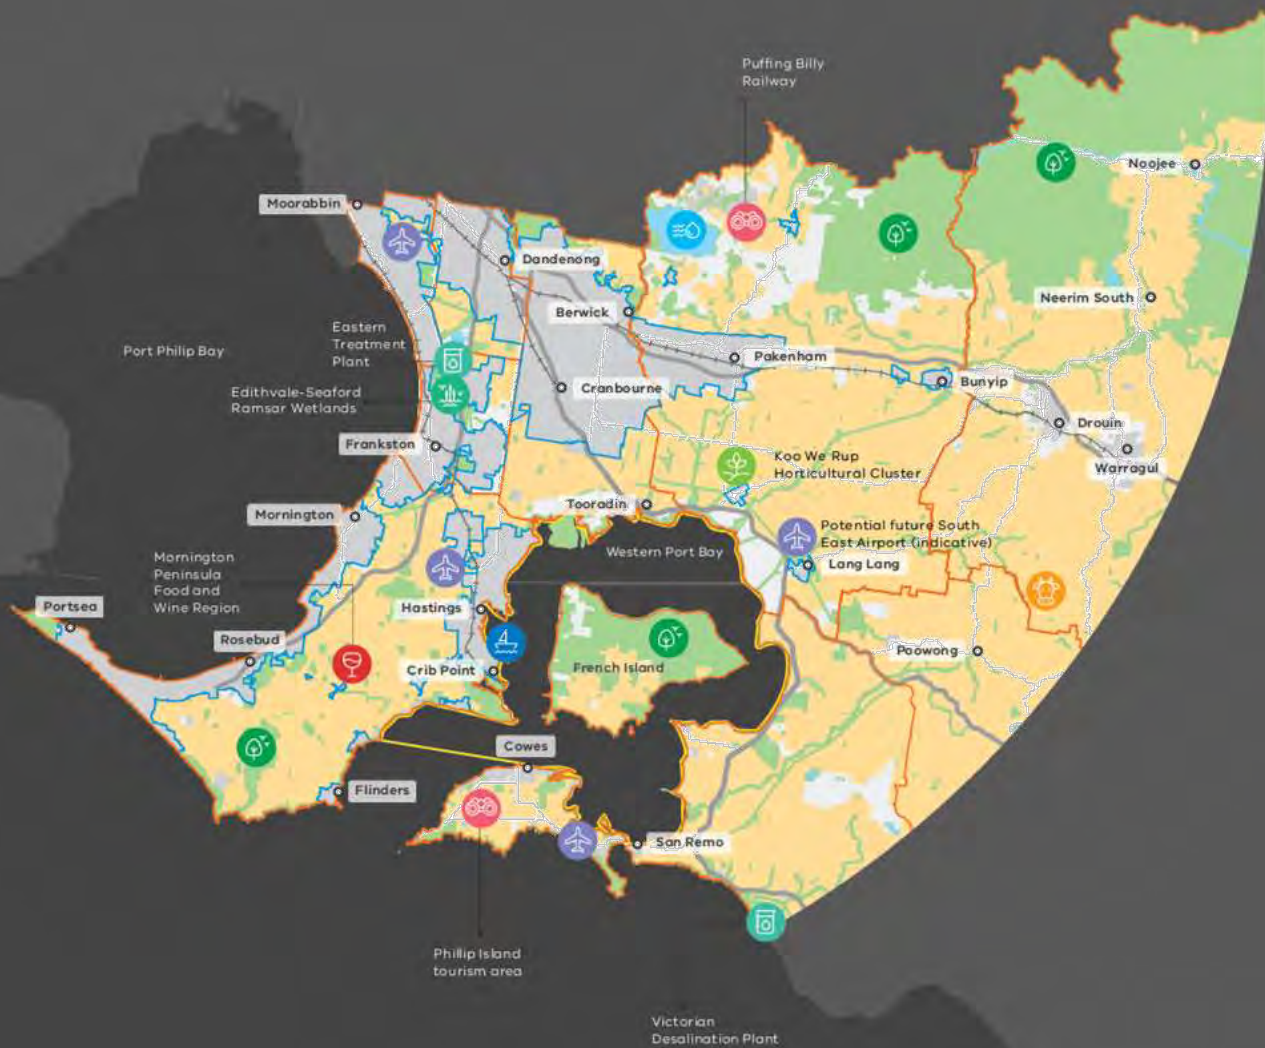 Puffing Billy
Railway
Noojee
Moorabbin
Dandenong
Neerim South
Berwick
Eastern
Treatment
Plant
Port Philip Bay
Pakenham
Bunyip
Edithvale-Seaford
Ramsar Wetlands
Cranbourne
Drouin
Frankston
Koo We Rup
Horticultural Cluster
Warragul
Tooradin
Mornington
Potential future South
East Airport (indicative)
Western Port Bay
Mornington
Peninsula
Food and
Wine Region
Lang Lang
Portsea
Hastings
Rosebud
Poowong
Crib Point
French Island
Cowes
Flinders
San Remo
Phillip Island
tourism area
Victorian
Desalination Plant